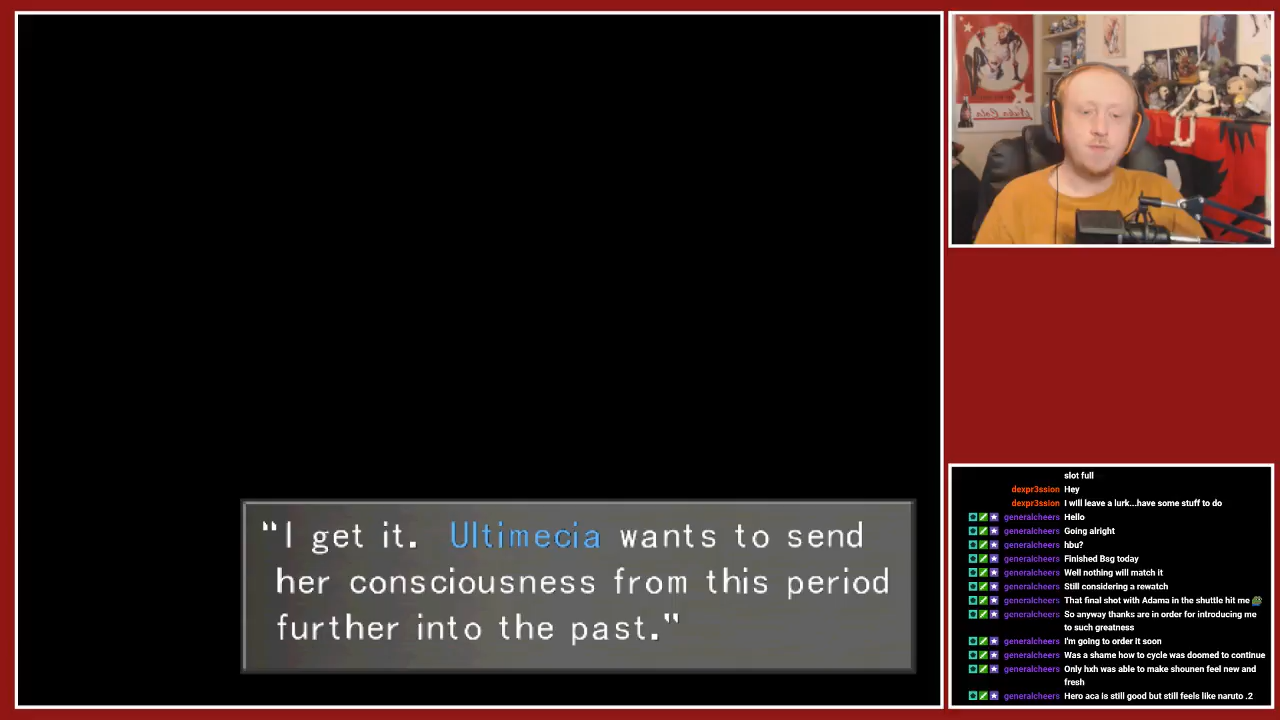 "I get it. Ultimecia wants to send
her consciousness from this period
further into the past."
slot full
dexpr3ssion Hey
dexpr3ssion I will leave a lurk...have some stuff to do
generalcheers Hello
generalcheers Going alright
generalcheers hbu?
generalcheers Finished Bsg today
generalcheers Well nothing will match it
generalcheers Still considering a rewatch
generalcheers That final shot with Adama in the shuttle hit me
generalcheers So anyway thanks are in order for introducing me
to such greatness
generalcheers I'm going to order it soon
generalcheers Was a shame how to cycle was doomed to continue
generalcheers Only hxh was able to make shounen feel new and
fresh
generalcheers Hero aca is still good but still feels like naruto .2